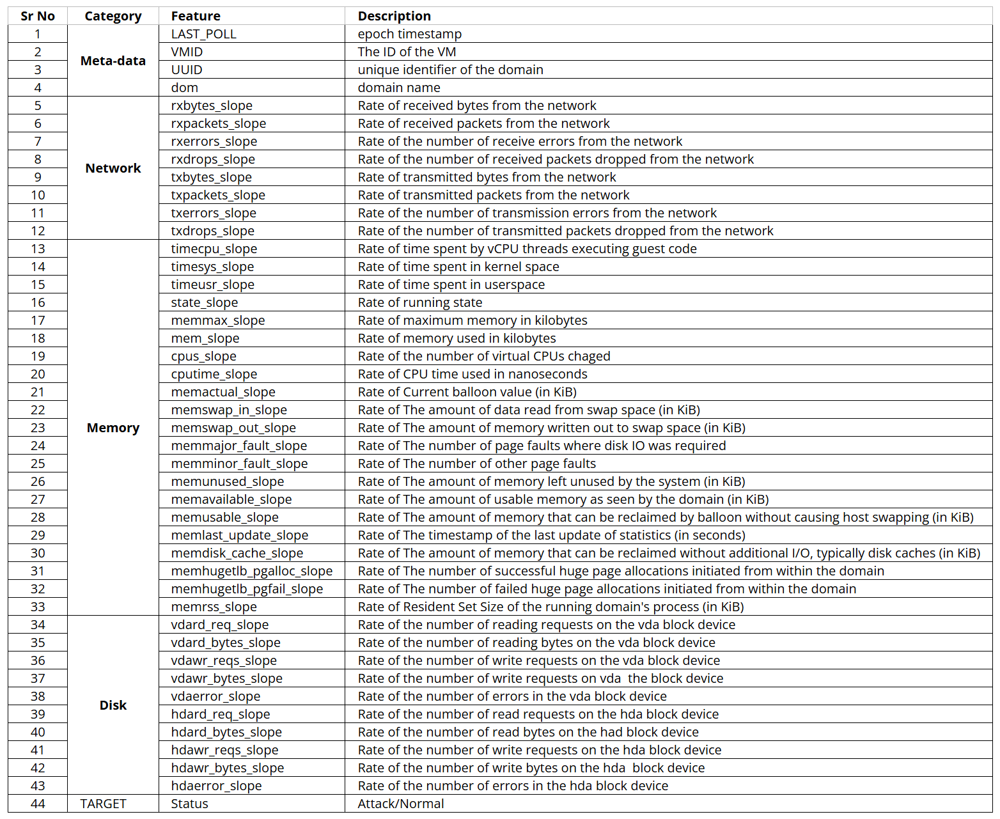 Sr No Category Feature Description
1 LAST_POLL epoch timestamp
2 VMID The ID of the VM
Meta-data
3 UUID unique identifier of the domain
4 dom domain name
5 rxbytes_slope Rate of received bytes from the network
6 rxpackets_slope Rate of received packets from the network
7 rxerrors_slope Rate of the number of receive errors from the network
8 rxdrops_slope Rate of the number of received packets dropped from the network
Network
9 txbytes_slope Rate of transmitted bytes from the network
10 txpackets_slope Rate of transmitted packets from the network
11 txerrors_slope Rate of the number of transmission errors from the network
12 txdrops_slope Rate of the number of transmitted packets dropped from the network
13 timecpu_slope Rate of time spent by vCPU threads executing guest code
14 timesys_slope Rate of time spent in kernel space
15 timeusr_slope Rate of time spent in userspace
16 state_slope Rate of running state
17 memmax_slope Rate of maximum memory in kilobytes
18 mem_slope Rate of memory used in kilobytes
19 cpus_slope Rate of the number of virtual CPUs chaged
20 cputime_slope Rate of CPU time used in nanoseconds
21 memactual_slope Rate of Current balloon value (in KiB)
22 memswap_in_slope Rate of The amount of data read from swap space (in KiB)
23 Memory memswap_out_slope Rate of The amount of memory written out to swap space (in KiB)
24 memmajor_fault_slope Rate of The number of page faults where disk IO was required
25 memminor_fault_slope Rate of The number of other page faults
26 memunused_slope Rate of The amount of memory left unused by the system (in KiB)
27 memavailable_slope Rate of The amount of usable memory as seen by the domain (in KiB)
28 memusable_slope Rate of The amount of memory that can be reclaimed by balloon without causing host swapping (in KiB)
29 memlast_update_slope Rate of The timestamp of the last update of statistics (in seconds)
30 memdisk_cache_slope Rate of The amount of memory that can be reclaimed without additional I/O, typically disk caches (in KiB)
31 memhugetlb_pgalloc_slope Rate of The number of successful huge page allocations initiated from within the domain
32 memhugetlb_pgfail_slope Rate of The number of failed huge page allocations initiated from within the domain
33 memrss_slope Rate of Resident Set Size of the running domain's process (in KiB)
34 vdard_req_slope Rate of the number of reading requests on the vda block device
35 vdard_bytes_slope Rate of the number of reading bytes on the vda block device
36 vdawr_reqs_slope Rate of the number of write requests on the vda block device
37 vdawr_bytes_slope Rate of the number of write requests on vda  the block device
38 vdaerror_slope Rate of the number of errors in the vda block device
Disk
39 hdard_req_slope Rate of the number of read requests on the hda block device
40 hdard_bytes_slope Rate of the number of read bytes on the had block device
41 hdawr_reqs_slope Rate of the number of write requests on the hda block device
42 hdawr_bytes_slope Rate of the number of write bytes on the hda  block device
43 hdaerror_slope Rate of the number of errors in the hda block device
44 TARGET Status Attack/Normal